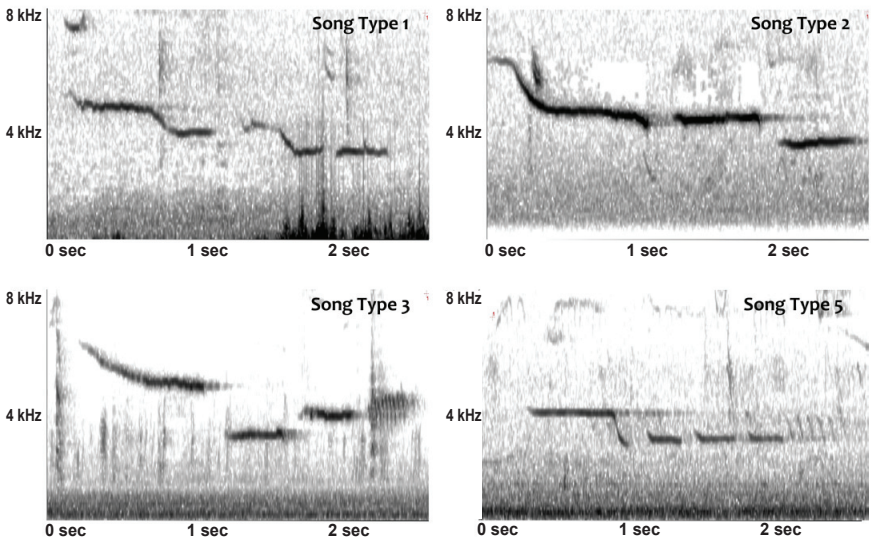 8 kHz
Song Type 1
4 kHz
0 sec 1 sec 2 sec
8 kHz
Song Type 2
4 kHz
0 sec 1 sec 2 sec
8 kHz
Song Type 3
4 kHz
0 sec 1 sec 2 sec
8 kHz
Song Type 5
4 kHz
0 sec 1 sec 2 sec